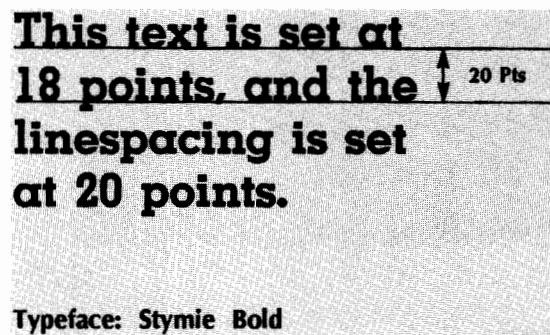 This text is set at
18 points, and the
20 Pts
linespacing is set
at 20 points.
Typeface: Stymie Bold